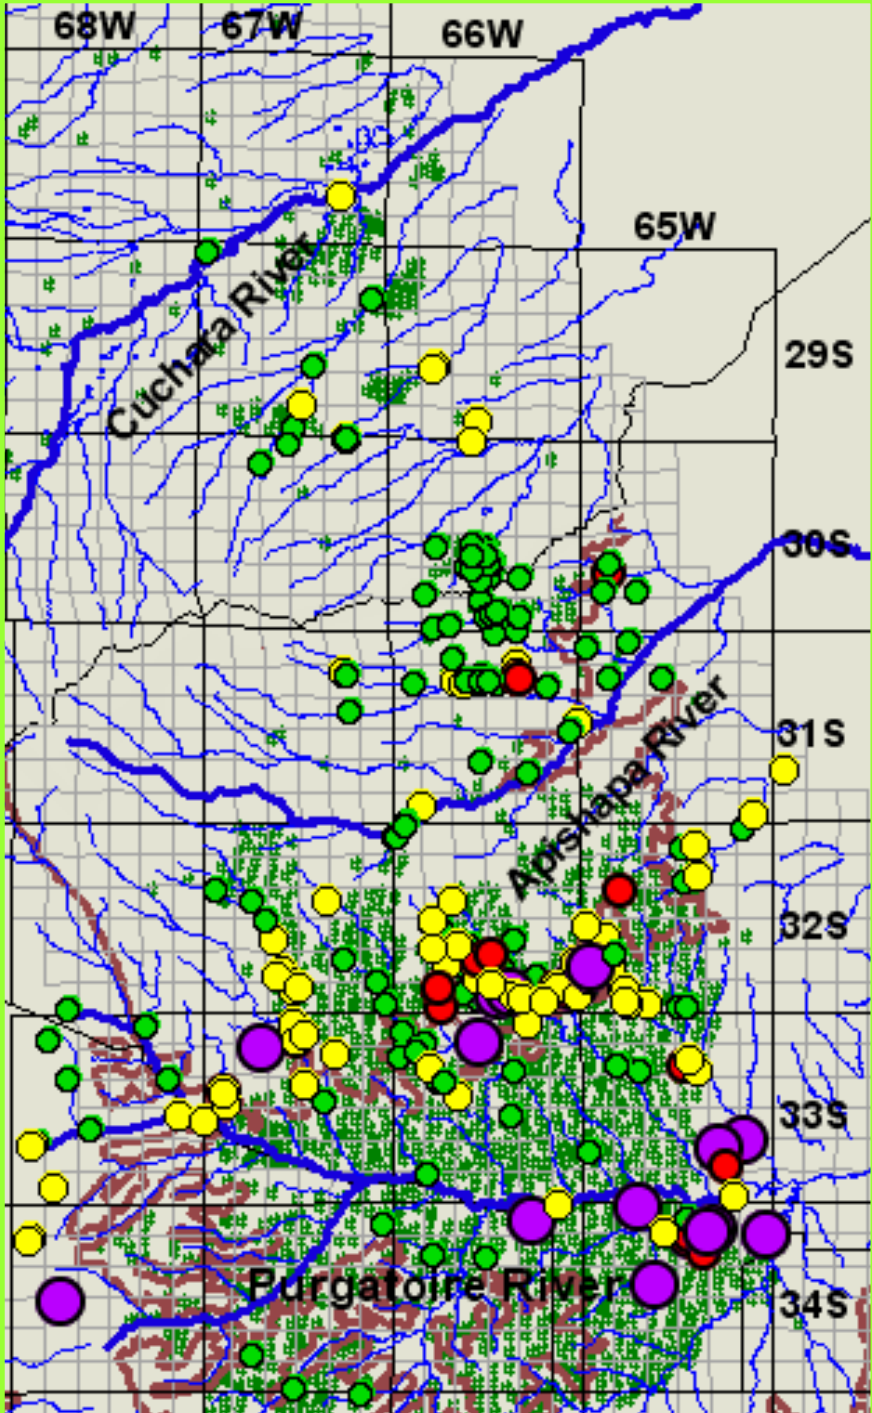 68W
67W
66W
65W
Cuchara River
29S
30S
31S
Apishapa River
32S
33S
Purgatoire River
34S